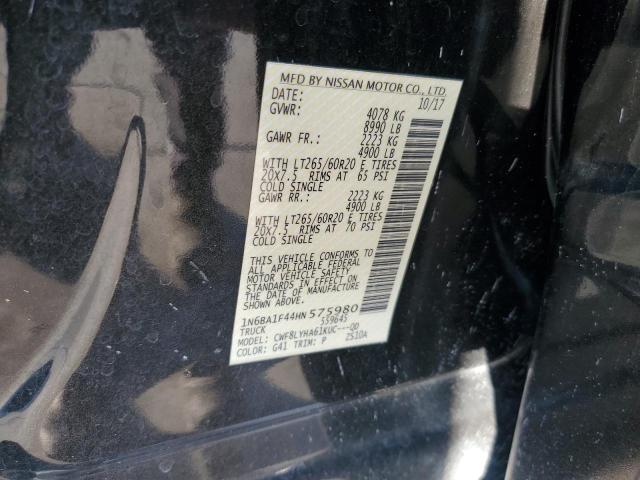 MFD BY NISSAN MOTOR CO., LTD.
DATE: 10/17
GVWR: 4078 KG
8990 LB
GAWR FR.: 2223 KG
4900 LB
WITH LT265/60R20 E TIRES
20x7.5 RIMS AT 65 PSI
COLD SINGLE
GAWR RR.: 2223 KG
4900 LB
WITH LT265/60R20 E TIRES
20x7.5 RIMS AT 70 PSI
COLD SINGLE
THIS VEHICLE CONFORMS TO
ALL APPLICABLE FEDERAL
MOTOR VEHICLE SAFETY
STANDARDS IN EFFECT ON
THE DATE OF MANUFACTURE
SHOWN ABOVE.
1N6BA1F44HN575980
TRUCK 559645
MODEL: CWF8LYHA61KUC---QD
COLOR: G41 TRIM: P ZS10A